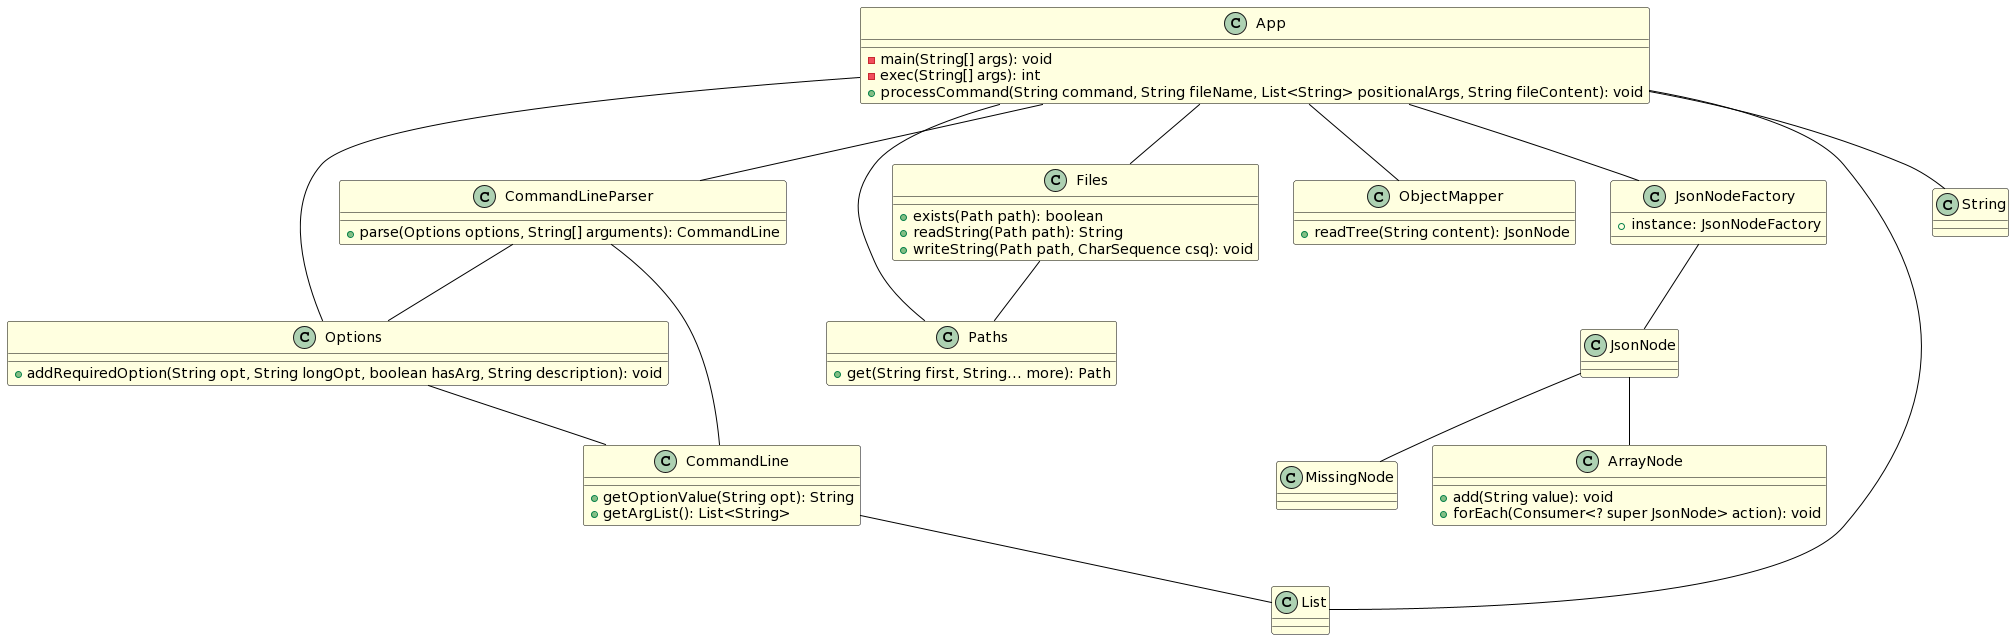 C App
main(String[] args): void
exec(String[] args): int
processCommand(String command, String fileName, List<String> positionalArgs, String fileContent): void
C CommandLineParser
parse(Options options, String[] arguments): CommandLine
C Files
exists(Path path): boolean
readString(Path path): String
writeString(Path path, CharSequence csq): void
C ObjectMapper
readTree(String content): JsonNode
C JsonNodeFactory
instance: JsonNodeFactory
C String
C Options
addRequiredOption(String opt, String longOpt, boolean hasArg, String description): void
C Paths
get(String first, String... more): Path
C JsonNode
C CommandLine
getOptionValue(String opt): String
getArgList(): List<String>
C MissingNode
C ArrayNode
add(String value): void
forEach(Consumer<? super JsonNode> action): void
C List